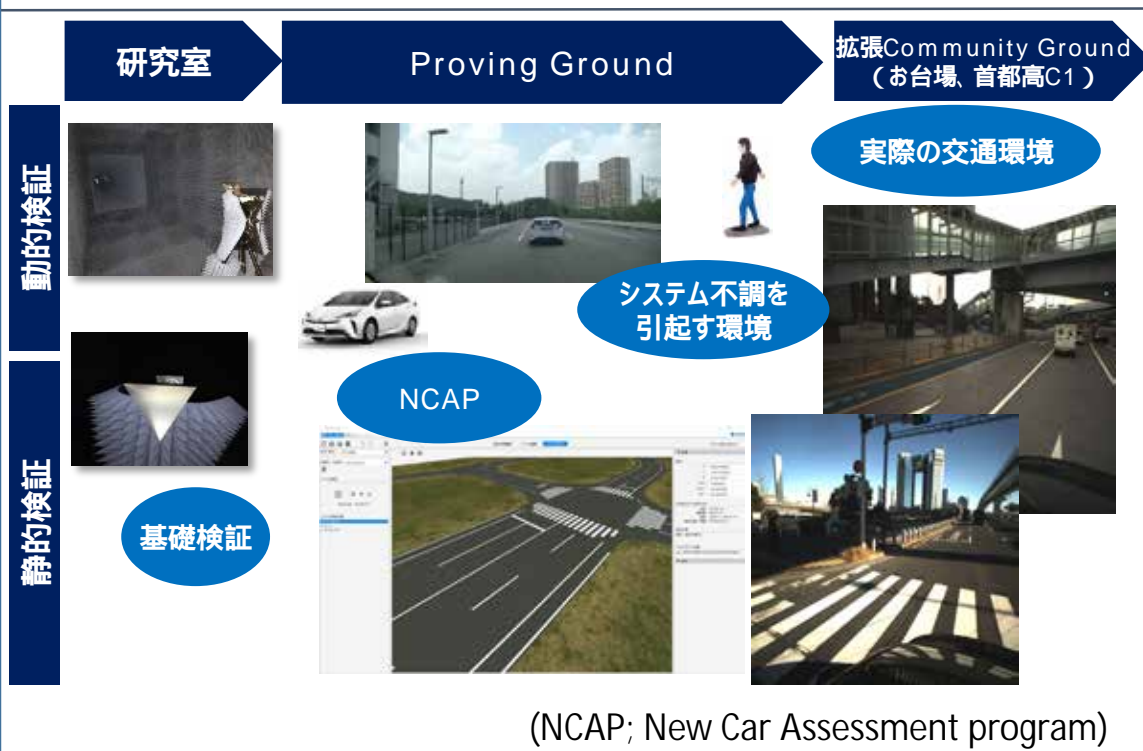 研究室
Proving Ground
拡張Community Ground
(お台場、首都高C1)
動的検証
実際の交通環境
システム不調を
引起す環境
NCAP
静的検証
基礎検証
(NCAP; New Car Assessment program)